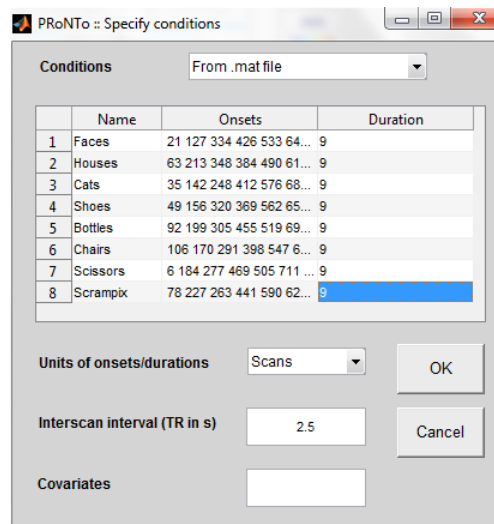 PRoNTo :: Specify conditions
Conditions From .mat file
Name Onsets Duration
1 Faces 21 127 334 426 533 64... 9
2 Houses 63 213 348 384 490 61... 9
3 Cats 35 142 248 412 576 68... 9
4 Shoes 49 156 320 369 562 65... 9
5 Bottles 92 199 305 455 519 69... 9
6 Chairs 106 170 291 398 547 6... 9
7 Scissors 6 184 277 469 505 711 ... 9
8 Scrampix 78 227 263 441 590 62... 9
Units of onsets/durations Scans OK
Interscan interval (TR in s) 2.5 Cancel
Covariates